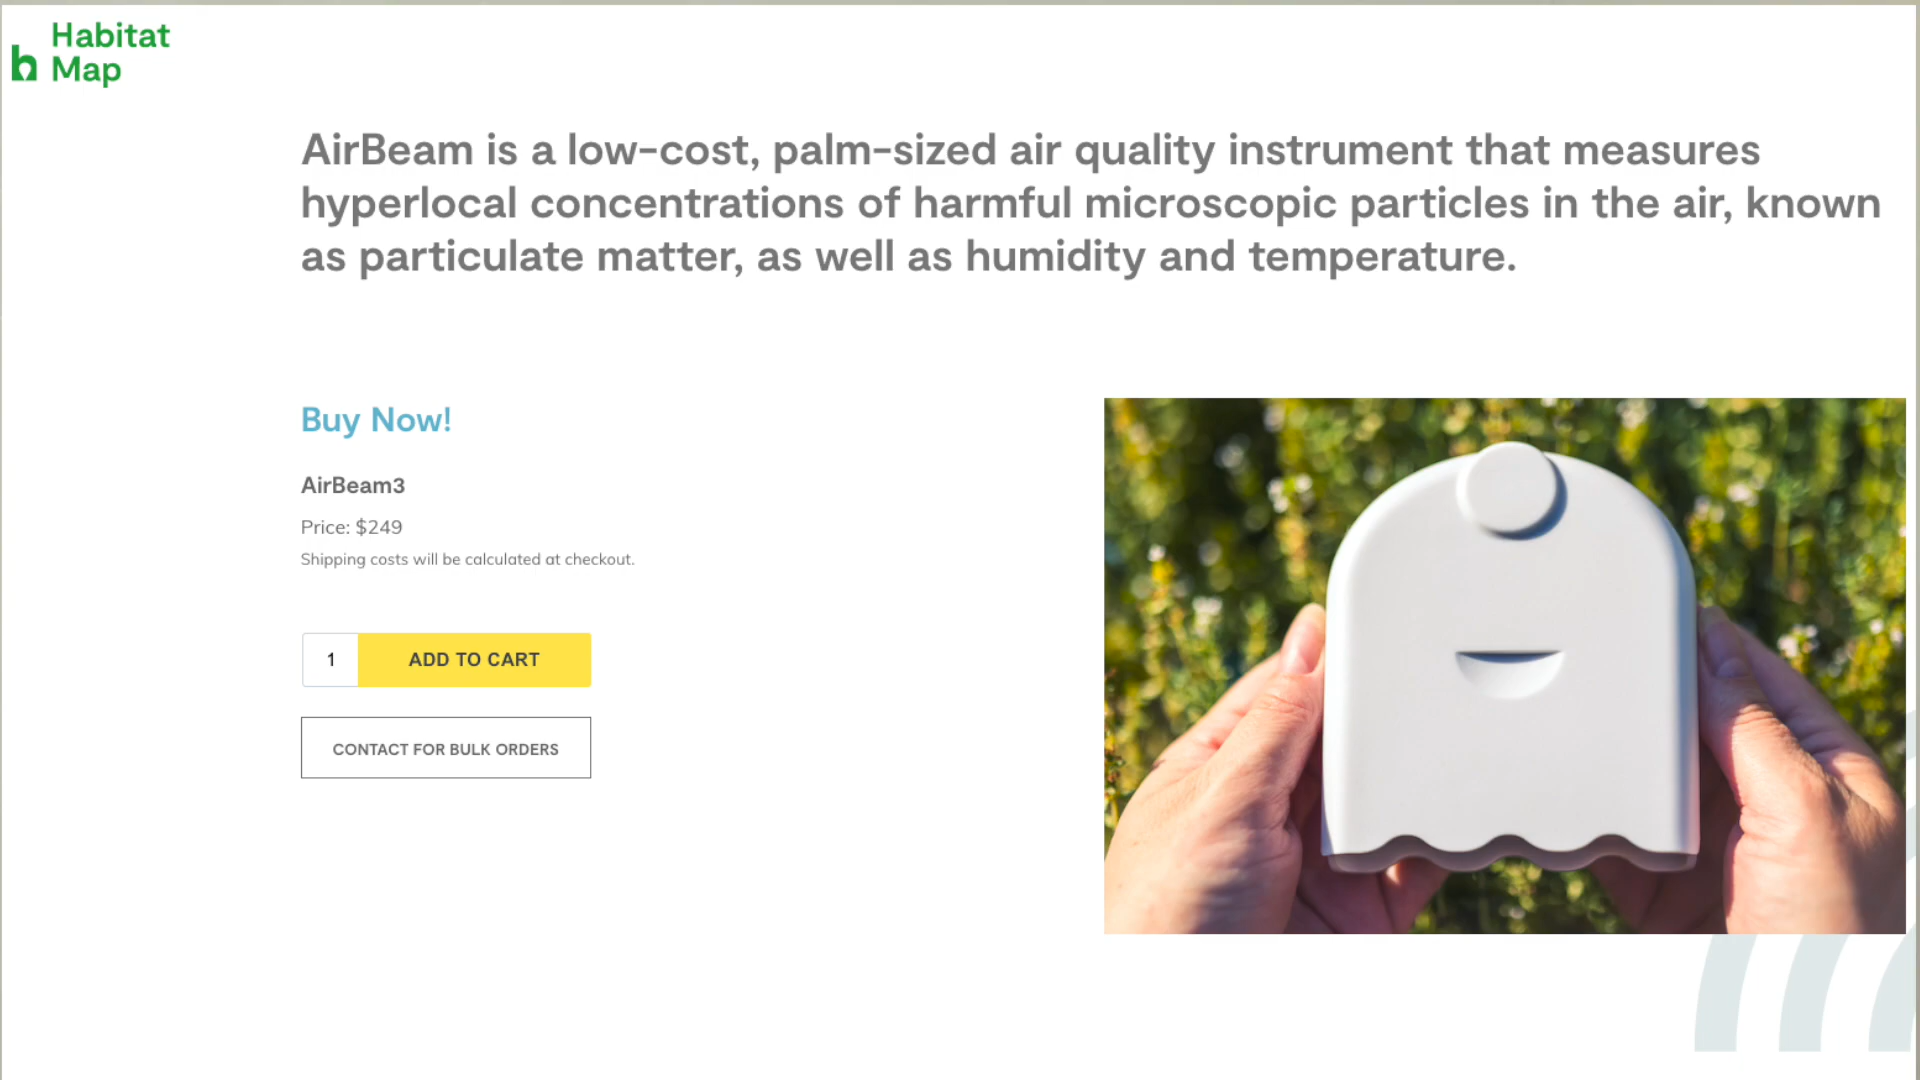 Habitat
Map
AirBeam is a low-cost, palm-sized air quality instrument that measures
hyperlocal concentrations of harmful microscopic particles in the air, known
as particulate matter, as well as humidity and temperature.
Buy Now!
AirBeam3
Price: $249
Shipping costs will be calculated at checkout.
1 ADD TO CART
CONTACT FOR BULK ORDERS